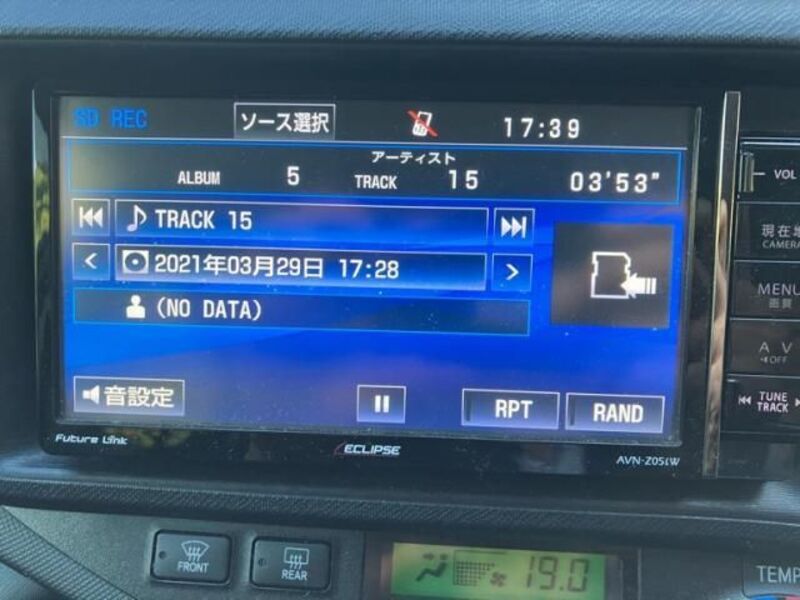 SD REC ソース選択 17:39
アーティスト
ALBUM 5 TRACK 15 03'53"
TRACK 15
2021年03月29日 17:28
(NO DATA)
音設定 RPT RAND
Future Link ECLIPSE AVN-Z05iW
VOL
現在地
CAMERA
MENU
画質
AV
OFF
TUNE
TRACK
FRONT REAR 19.0 TEMP